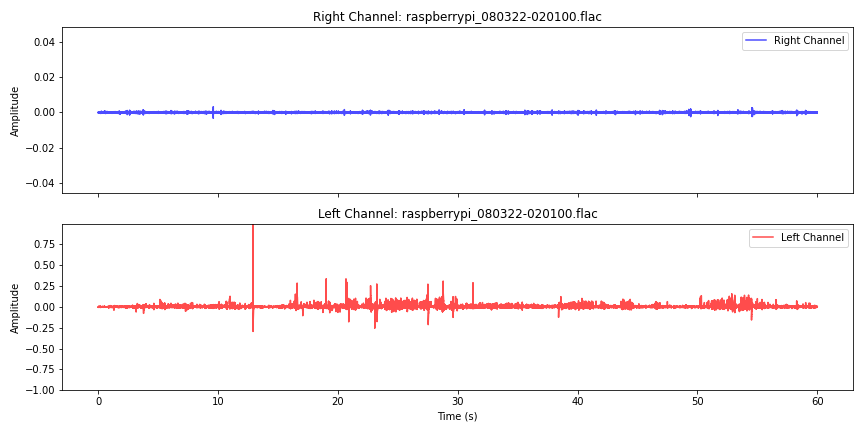 Right Channel: raspberrypi_080322-020100.flac
Right Channel
Amplitude
0.04
0.02
0.00
−0.02
−0.04
Left Channel: raspberrypi_080322-020100.flac
Left Channel
Amplitude
0.75
0.50
0.25
0.00
−0.25
−0.50
−0.75
−1.00
0 10 20 30 40 50 60
Time (s)